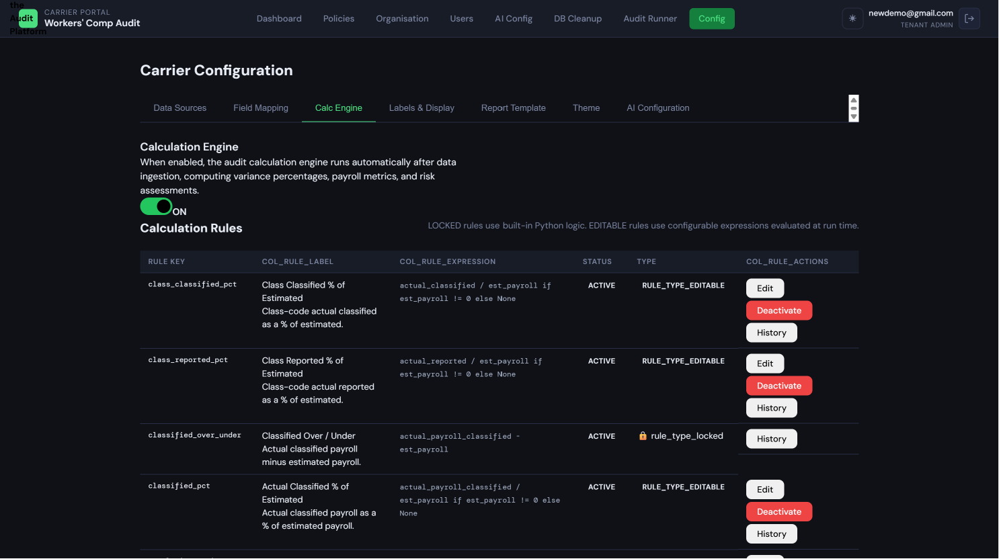 the
Audit
Platform
CARRIER PORTAL
Workers' Comp Audit
Dashboard
Policies
Organisation
Users
AI Config
DB Cleanup
Audit Runner
Config
newdemo@gmail.com
TENANT ADMIN
Carrier Configuration
Data Sources
Field Mapping
Calc Engine
Labels & Display
Report Template
Theme
AI Configuration
Calculation Engine
When enabled, the audit calculation engine runs automatically after data
ingestion, computing variance percentages, payroll metrics, and risk
assessments.
ON
Calculation Rules
LOCKED rules use built-in Python logic. EDITABLE rules use configurable expressions evaluated at run time.
RULE KEY
COL_RULE_LABEL
COL_RULE_EXPRESSION
STATUS
TYPE
COL_RULE_ACTIONS
class_classified_pct
Class Classified % of
Estimated
Class-code actual classified
as a % of estimated.
actual_classified / est_payroll if
est_payroll != 0 else None
ACTIVE
RULE_TYPE_EDITABLE
Edit
Deactivate
History
class_reported_pct
Class Reported % of
Estimated
Class-code actual reported
as a % of estimated.
actual_reported / est_payroll if
est_payroll != 0 else None
ACTIVE
RULE_TYPE_EDITABLE
Edit
Deactivate
History
classified_over_under
Classified Over / Under
Actual classified payroll
minus estimated payroll.
actual_payroll_classified -
est_payroll
ACTIVE
rule_type_locked
History
classified_pct
Actual Classified % of
Estimated
Actual classified payroll as a
% of estimated payroll.
actual_payroll_classified /
est_payroll if est_payroll != 0 else
None
ACTIVE
RULE_TYPE_EDITABLE
Edit
Deactivate
History